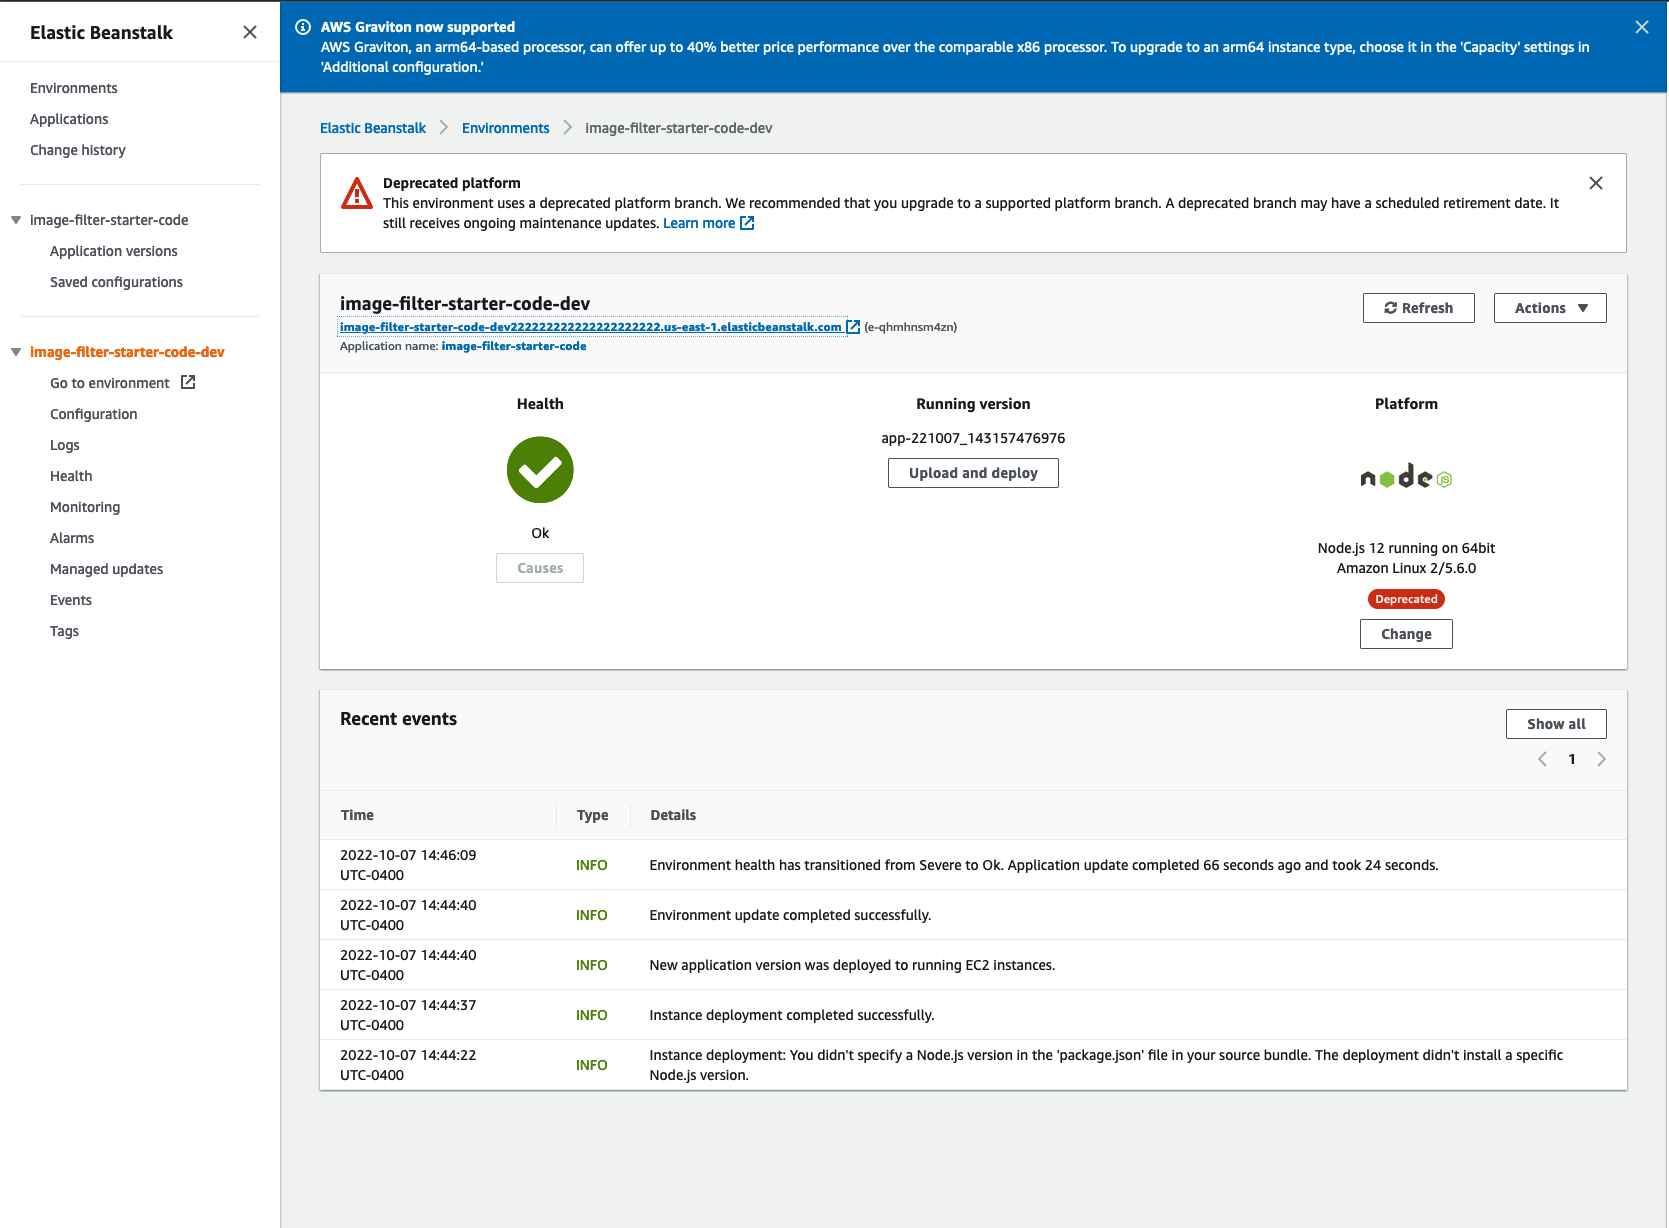 Elastic Beanstalk
Environments
Applications
Change history
image-filter-starter-code
Application versions
Saved configurations
image-filter-starter-code-dev
Go to environment
Configuration
Logs
Health
Monitoring
Alarms
Managed updates
Events
Tags
AWS Graviton now supported
AWS Graviton, an arm64-based processor, can offer up to 40% better price performance over the comparable x86 processor. To upgrade to an arm64 instance type, choose it in the 'Capacity' settings in
'Additional configuration.'
Elastic Beanstalk > Environments > image-filter-starter-code-dev
Deprecated platform
This environment uses a deprecated platform branch. We recommended that you upgrade to a supported platform branch. A deprecated branch may have a scheduled retirement date. It
still receives ongoing maintenance updates. Learn more
image-filter-starter-code-dev
Refresh
Actions
image-filter-starter-code-dev222222222222222222222.us-east-1.elasticbeanstalk.com (e-qhmhnsm4zn)
Application name: image-filter-starter-code
Health
Ok
Causes
Running version
app-221007_143157476976
Upload and deploy
Platform
node JS
Node.js 12 running on 64bit
Amazon Linux 2/5.6.0
Deprecated
Change
Recent events
Show all
1
Time Type Details
2022-10-07 14:46:09
UTC-0400
INFO
Environment health has transitioned from Severe to Ok. Application update completed 66 seconds ago and took 24 seconds.
2022-10-07 14:44:40
UTC-0400
INFO
Environment update completed successfully.
2022-10-07 14:44:40
UTC-0400
INFO
New application version was deployed to running EC2 instances.
2022-10-07 14:44:37
UTC-0400
INFO
Instance deployment completed successfully.
2022-10-07 14:44:22
UTC-0400
INFO
Instance deployment: You didn't specify a Node.js version in the 'package.json' file in your source bundle. The deployment didn't install a specific
Node.js version.